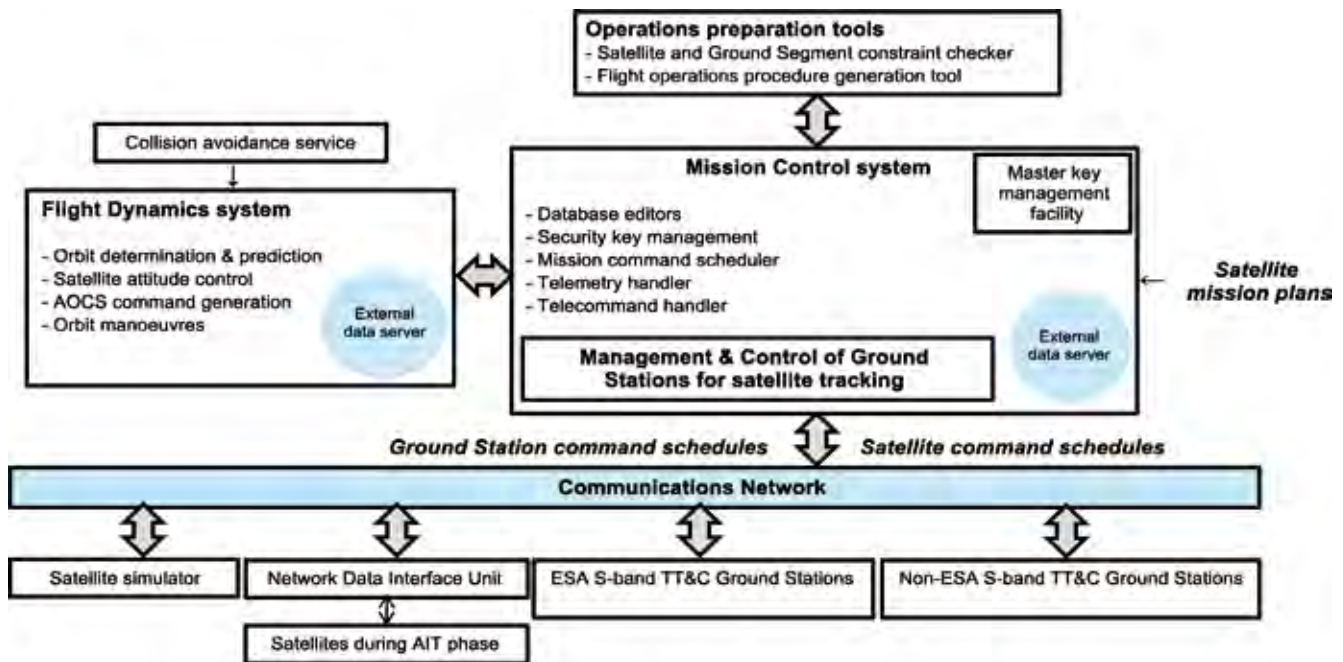 Operations preparation tools
- Satellite and Ground Segment constraint checker
- Flight operations procedure generation tool
Collision avoidance service
Flight Dynamics system
- Orbit determination & prediction
- Satellite attitude control
- AOCS command generation
- Orbit manoeuvres
External
data server
Mission Control system
Master key
management
facility
- Database editors
- Security key management
- Mission command scheduler
- Telemetry handler
- Telecommand handler
External
data server
Management & Control of Ground
Stations for satellite tracking
Satellite
mission plans
Ground Station command schedules
Satellite command schedules
Communications Network
Satellite simulator
Network Data Interface Unit
ESA S-band TT&C Ground Stations
Non-ESA S-band TT&C Ground Stations
Satellites during AIT phase